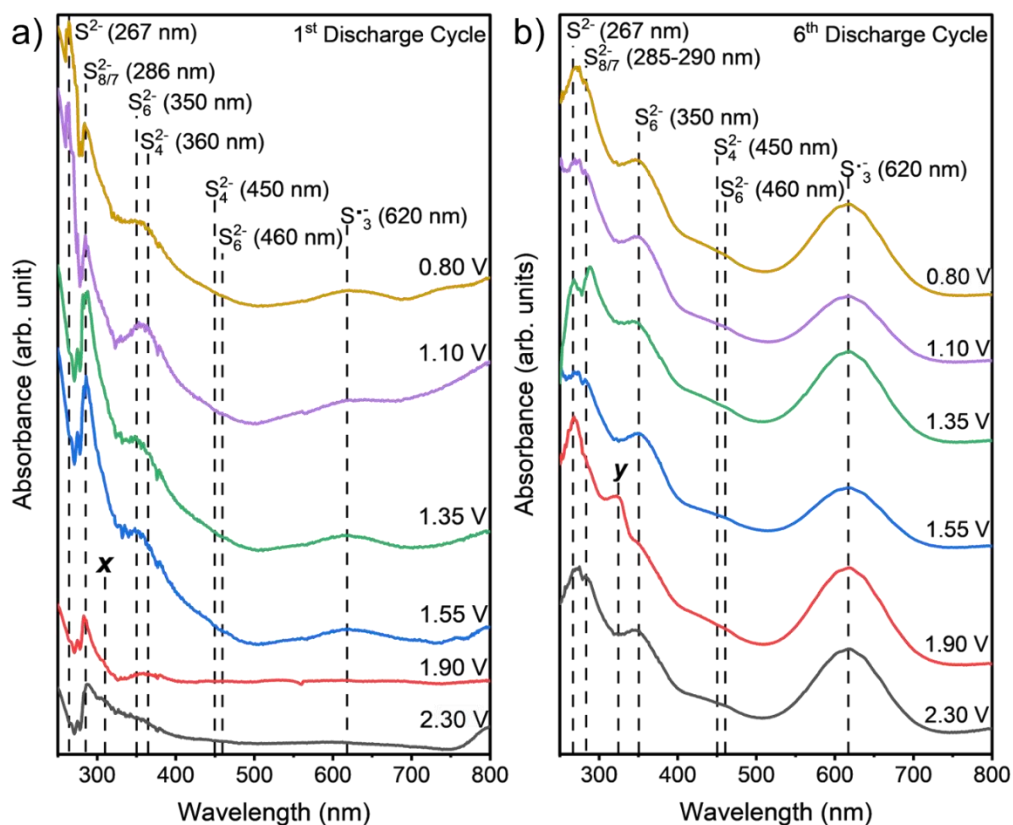 a)
1st Discharge Cycle
S²⁻ (267 nm)
S²⁻₈/₇ (286 nm)
S²⁻₆ (350 nm)
S²⁻₄ (360 nm)
S²⁻₄ (450 nm)
S²⁻₆ (460 nm)
S•⁻₃ (620 nm)
0.80 V
1.10 V
1.35 V
x
1.55 V
1.90 V
2.30 V
Absorbance (arb. unit)
300 400 500 600 700 800
Wavelength (nm)
b)
6th Discharge Cycle
S²⁻ (267 nm)
S²⁻₈/₇ (285-290 nm)
S²⁻₆ (350 nm)
S²⁻₄ (450 nm)
S²⁻₆ (460 nm)
S•⁻₃ (620 nm)
0.80 V
1.10 V
1.35 V
y
1.55 V
1.90 V
2.30 V
Absorbance (arb. units)
300 400 500 600 700 800
Wavelength (nm)